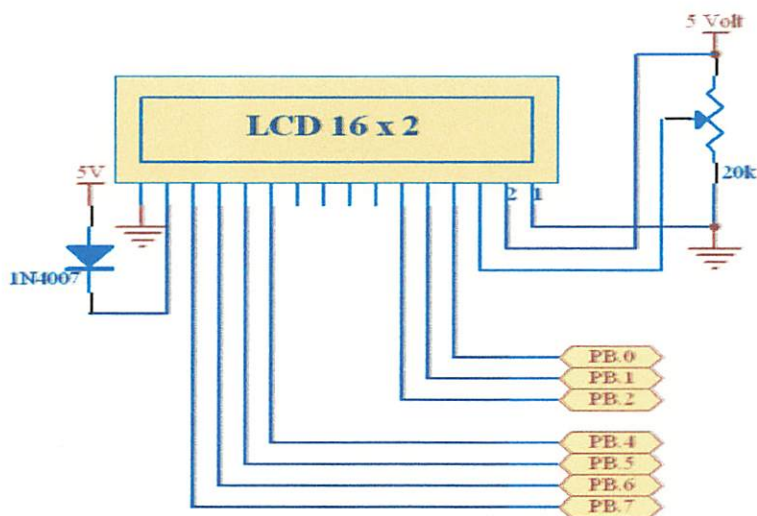 5 Volt
LCD 16 x 2
5V
20k
2 1
1N4007
PB.0
PB.1
PB.2
PB.4
PB.5
PB.6
PB.7